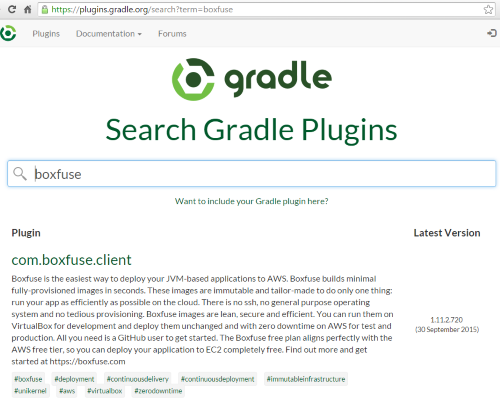 https://plugins.gradle.org/search?term=boxfuse
Plugins Documentation Forums
gradle
Search Gradle Plugins
boxfuse
Want to include your Gradle plugin here?
Plugin Latest Version
com.boxfuse.client
Boxfuse is the easiest way to deploy your JVM-based applications to AWS. Boxfuse builds minimal
fully-provisioned images in seconds. These images are immutable and tailor-made to do only one thing:
run your app as efficiently as possible on the cloud. There is no ssh, no general purpose operating
system and no tedious provisioning. Boxfuse images are lean, secure and efficient. You can run them on
VirtualBox for development and deploy them unchanged and with zero downtime on AWS for test and
production. All you need is a GitHub user to get started. The Boxfuse free plan aligns perfectly with the
AWS free tier, so you can deploy your application to EC2 completely free. Find out more and get
started at https://boxfuse.com
1.11.2.720
(30 September 2015)
#boxfuse #deployment #continuousdelivery #continuousdeployment #immutableinfrastructure
#unikernel #aws #virtualbox #zerodowntime